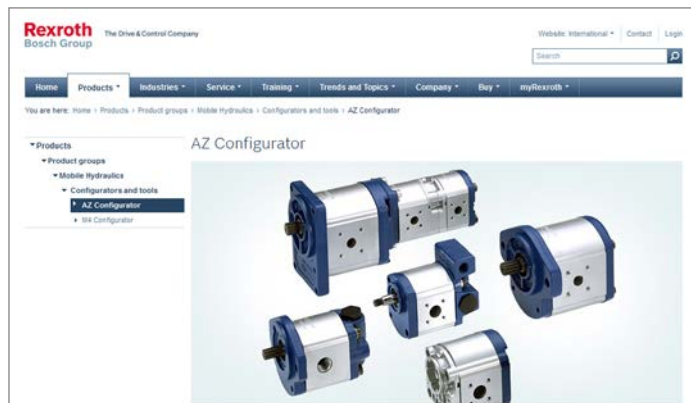 Rexroth
Bosch Group
The Drive & Control Company
Website: International
Contact
Login
Search
Home
Products
Industries
Service
Training
Trends and Topics
Company
Buy
myRexroth
You are here: Home › Products › Product groups › Mobile Hydraulics › Configurators and tools › AZ Configurator
Products
Product groups
Mobile Hydraulics
Configurators and tools
AZ Configurator
M4 Configurator
AZ Configurator